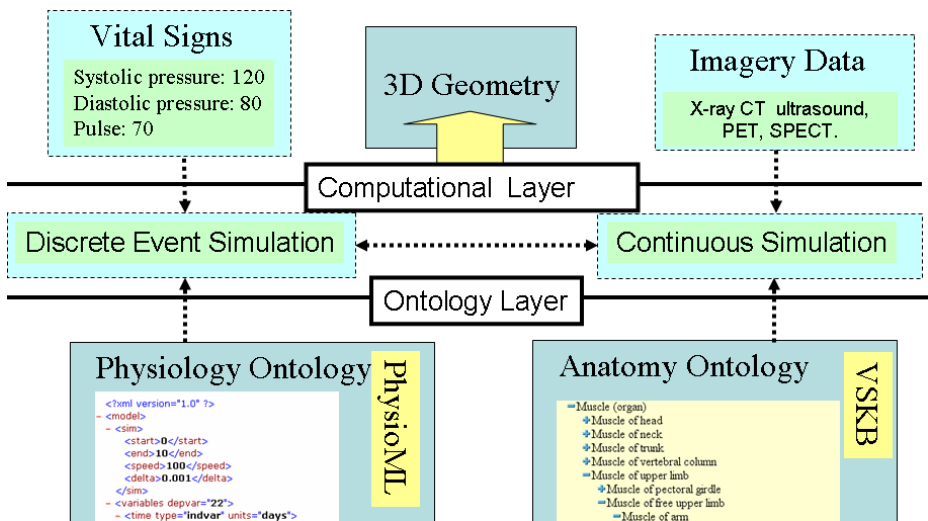 Vital Signs
Systolic pressure: 120
Diastolic pressure: 80
Pulse: 70
3D Geometry
Imagery Data
X-ray CT ultrasound,
PET, SPECT.
Computational Layer
Discrete Event Simulation
Continuous Simulation
Ontology Layer
Physiology Ontology
PhysioML
<?xml version="1.0" ?>
- <model>
- <sim>
<start>0</start>
<end>10</end>
<speed>100</speed>
<delta>0.001</delta>
</sim>
- <variables depvar="22">
- <time type="indvar" units="days">
Anatomy Ontology
VSKB
Muscle (organ)
Muscle of head
Muscle of neck
Muscle of trunk
Muscle of vertebral column
Muscle of upper limb
Muscle of pectoral girdle
Muscle of free upper limb
Muscle of arm